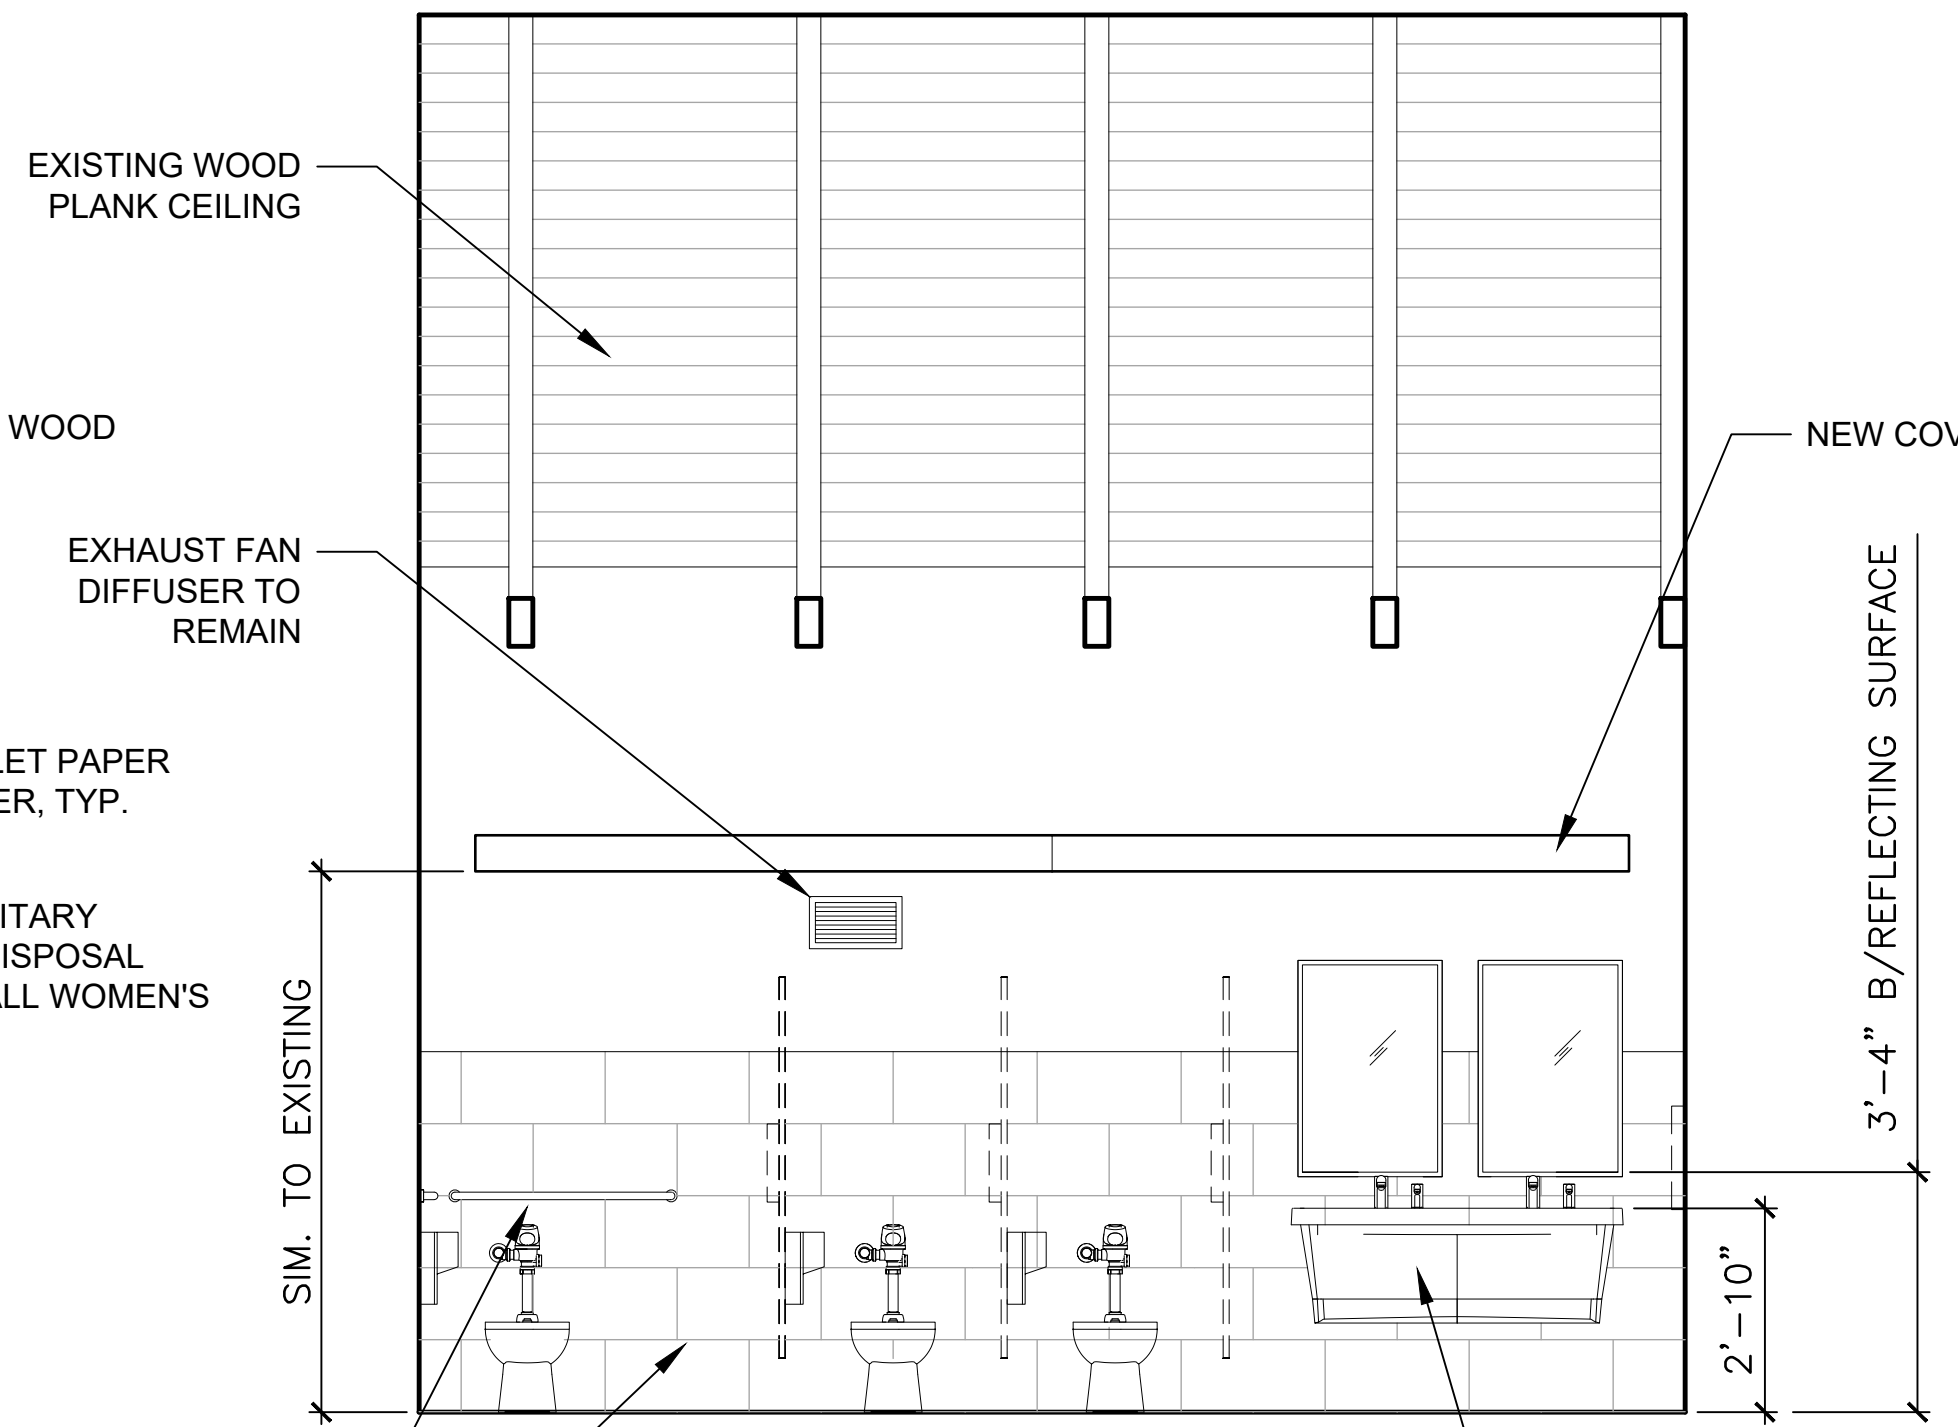 EXISTING WOOD
PLANK CEILING
WOOD
NEW COV
EXHAUST FAN
DIFFUSER TO
REMAIN
LET PAPER
ER, TYP.
ITARY
ISPOSAL
ALL WOMEN'S
SIM. TO EXISTING
3'-4" B/REFLECTING SURFACE
2'-10"